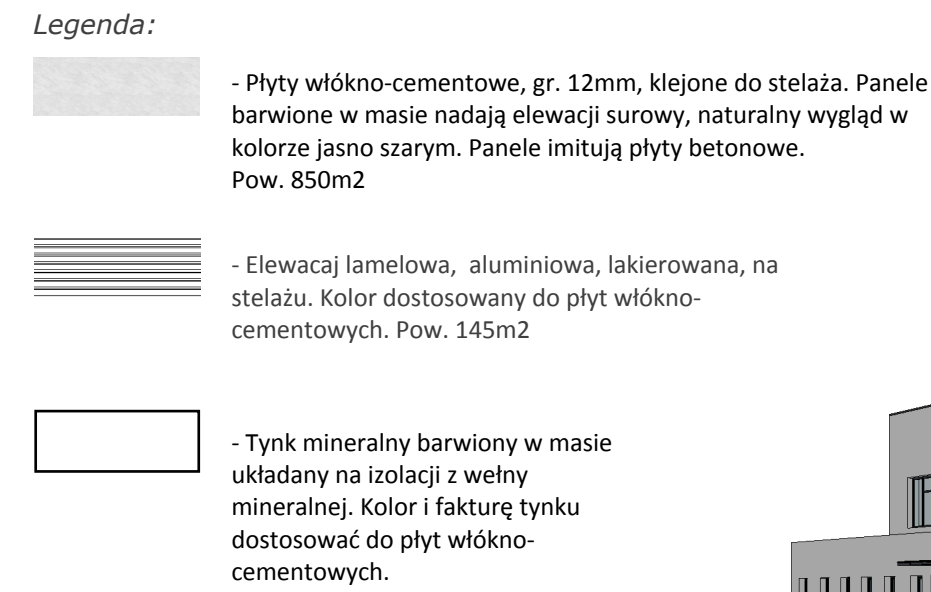 Legenda:
- Płyty włókno-cementowe, gr. 12mm, klejone do stelaża. Panele
barwione w masie nadają elewacji surowy, naturalny wygląd w
kolorze jasno szarym. Panele imitują płyty betonowe.
Pow. 850m2
- Elewacaj lamelowa, aluminiowa, lakierowana, na
stelażu. Kolor dostosowany do płyt włókno-
cementowych. Pow. 145m2
- Tynk mineralny barwiony w masie
układany na izolacji z wełny
mineralnej. Kolor i fakturę tynku
dostosować do płyt włókno-
cementowych.